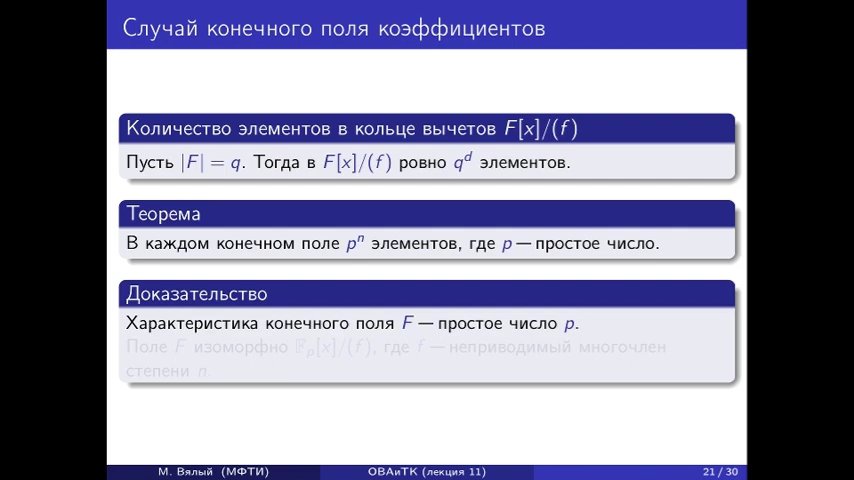 Случай конечного поля коэффициентов
Количество элементов в кольце вычетов F[x]/(f)
Пусть |F| = q. Тогда в F[x]/(f) ровно q^d элементов.
Теорема
В каждом конечном поле p^n элементов, где p — простое число.
Доказательство
Характеристика конечного поля F — простое число p.
Поле F изоморфно 𝔽_p[x]/(f), где f — неприводимый многочлен
степени n.
М. Вялый (МФТИ) ОВАиТК (лекция 11) 21 / 30